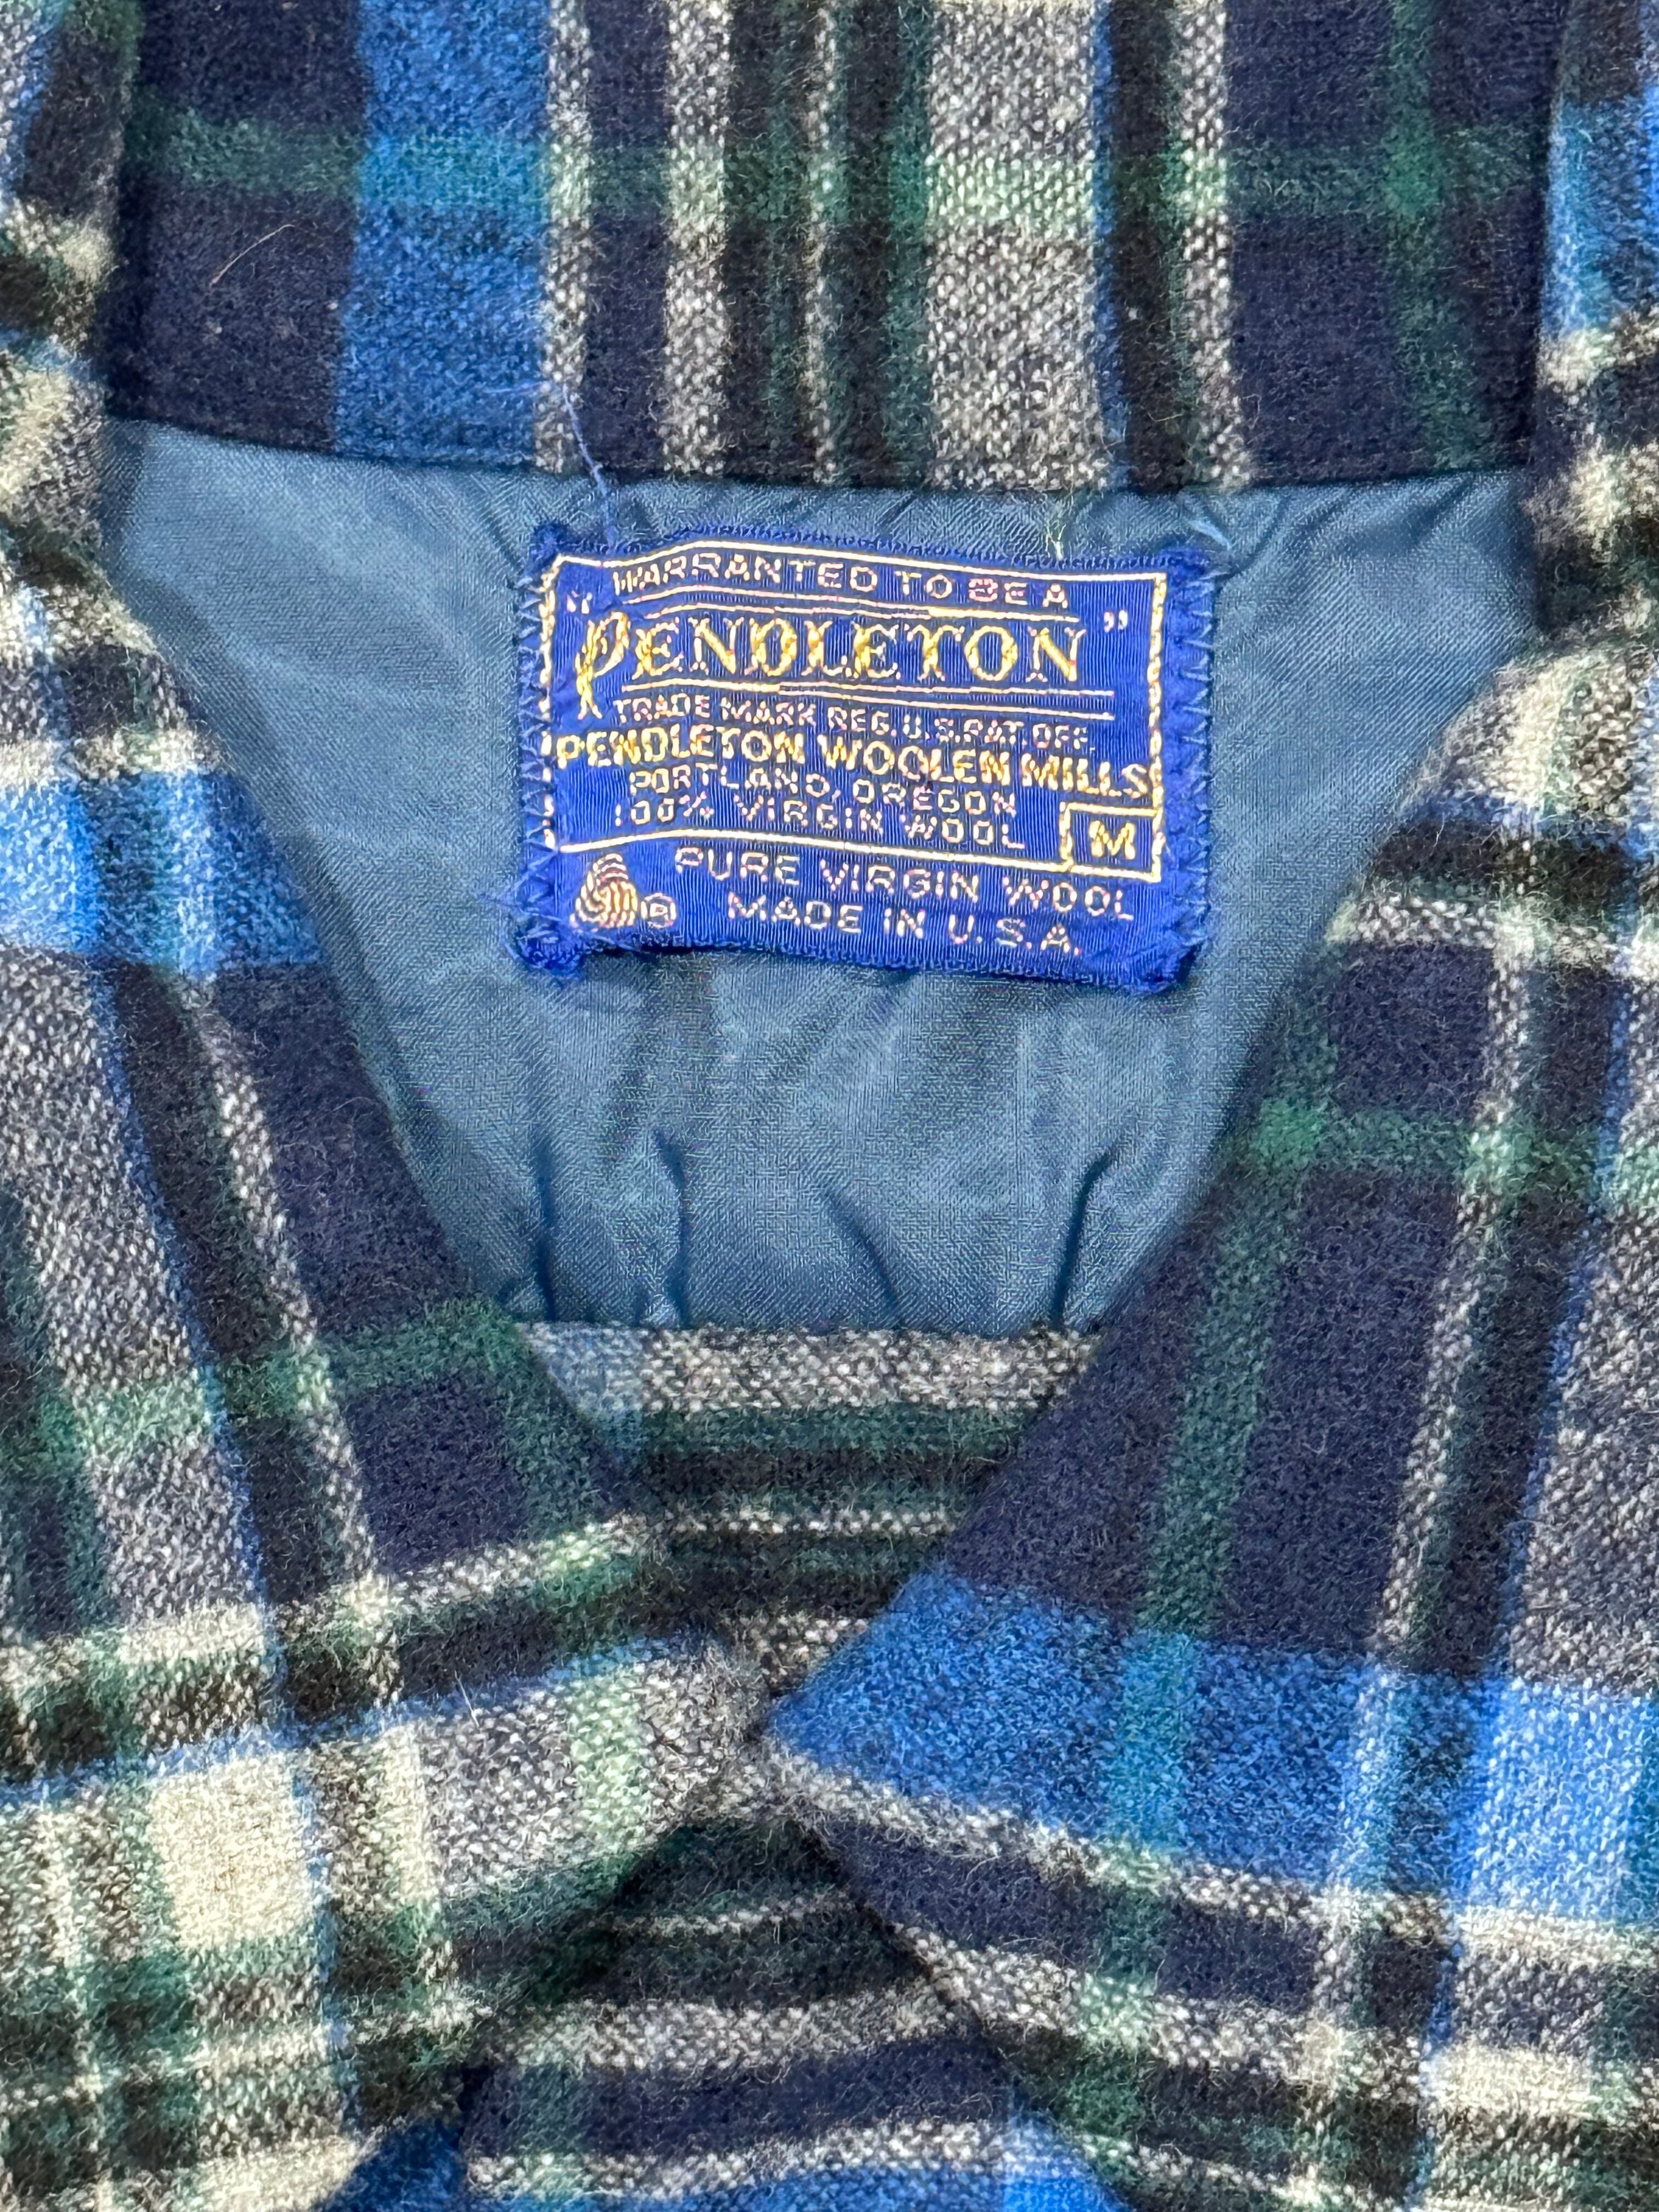 WARRANTED TO BE A
"PENDLETON"
TRADE MARK REG. U.S. PAT. OFF.
PENDLETON WOOLEN MILLS
PORTLAND, OREGON
100% VIRGIN WOOL
M
PURE VIRGIN WOOL
® MADE IN U.S.A.